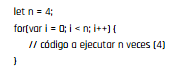 let n = 4;
for(var i = 0; i < n; i++) {
// código a ejecutar n veces (4)
}